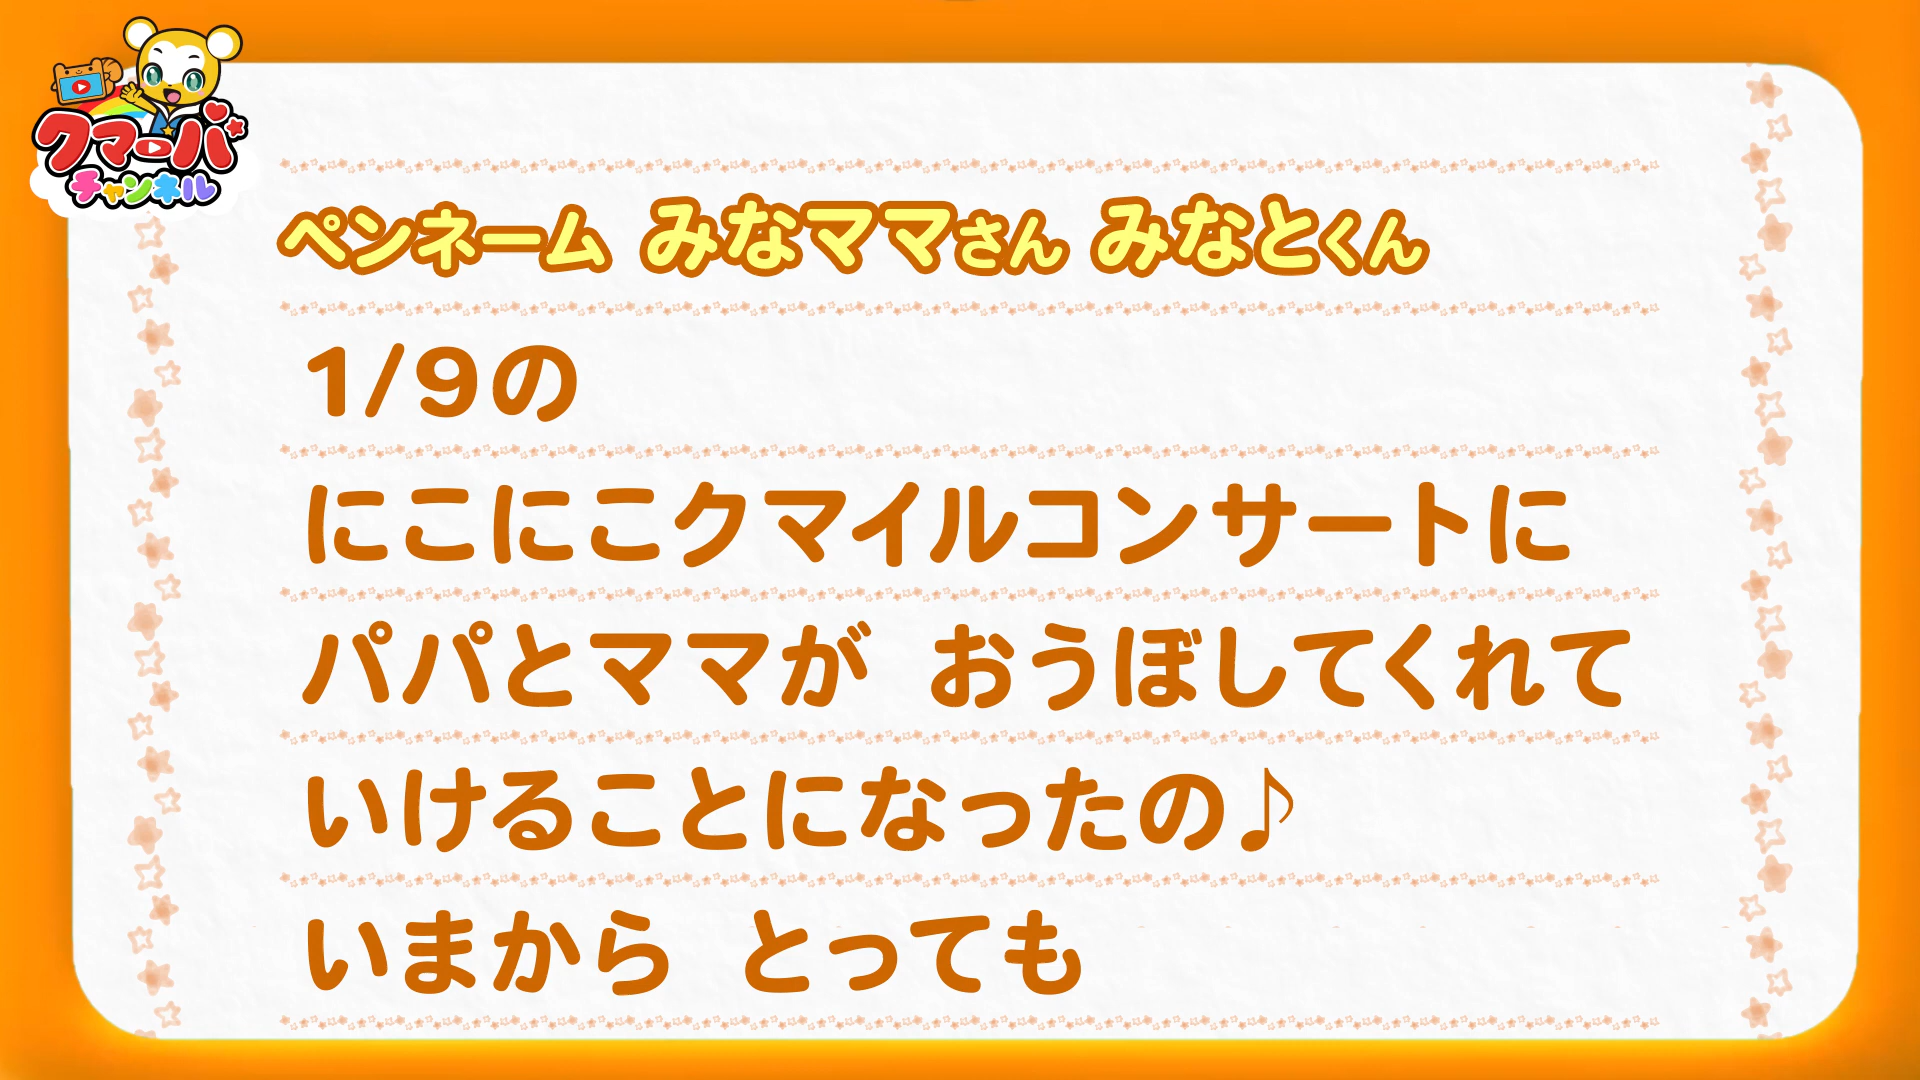 クマーバ
チャンネル
ペンネーム みなママさん みなとくん
1/9の
にこにこクマイルコンサートに
パパとママが おうぼしてくれて
いけることになったの♪
いまから とっても